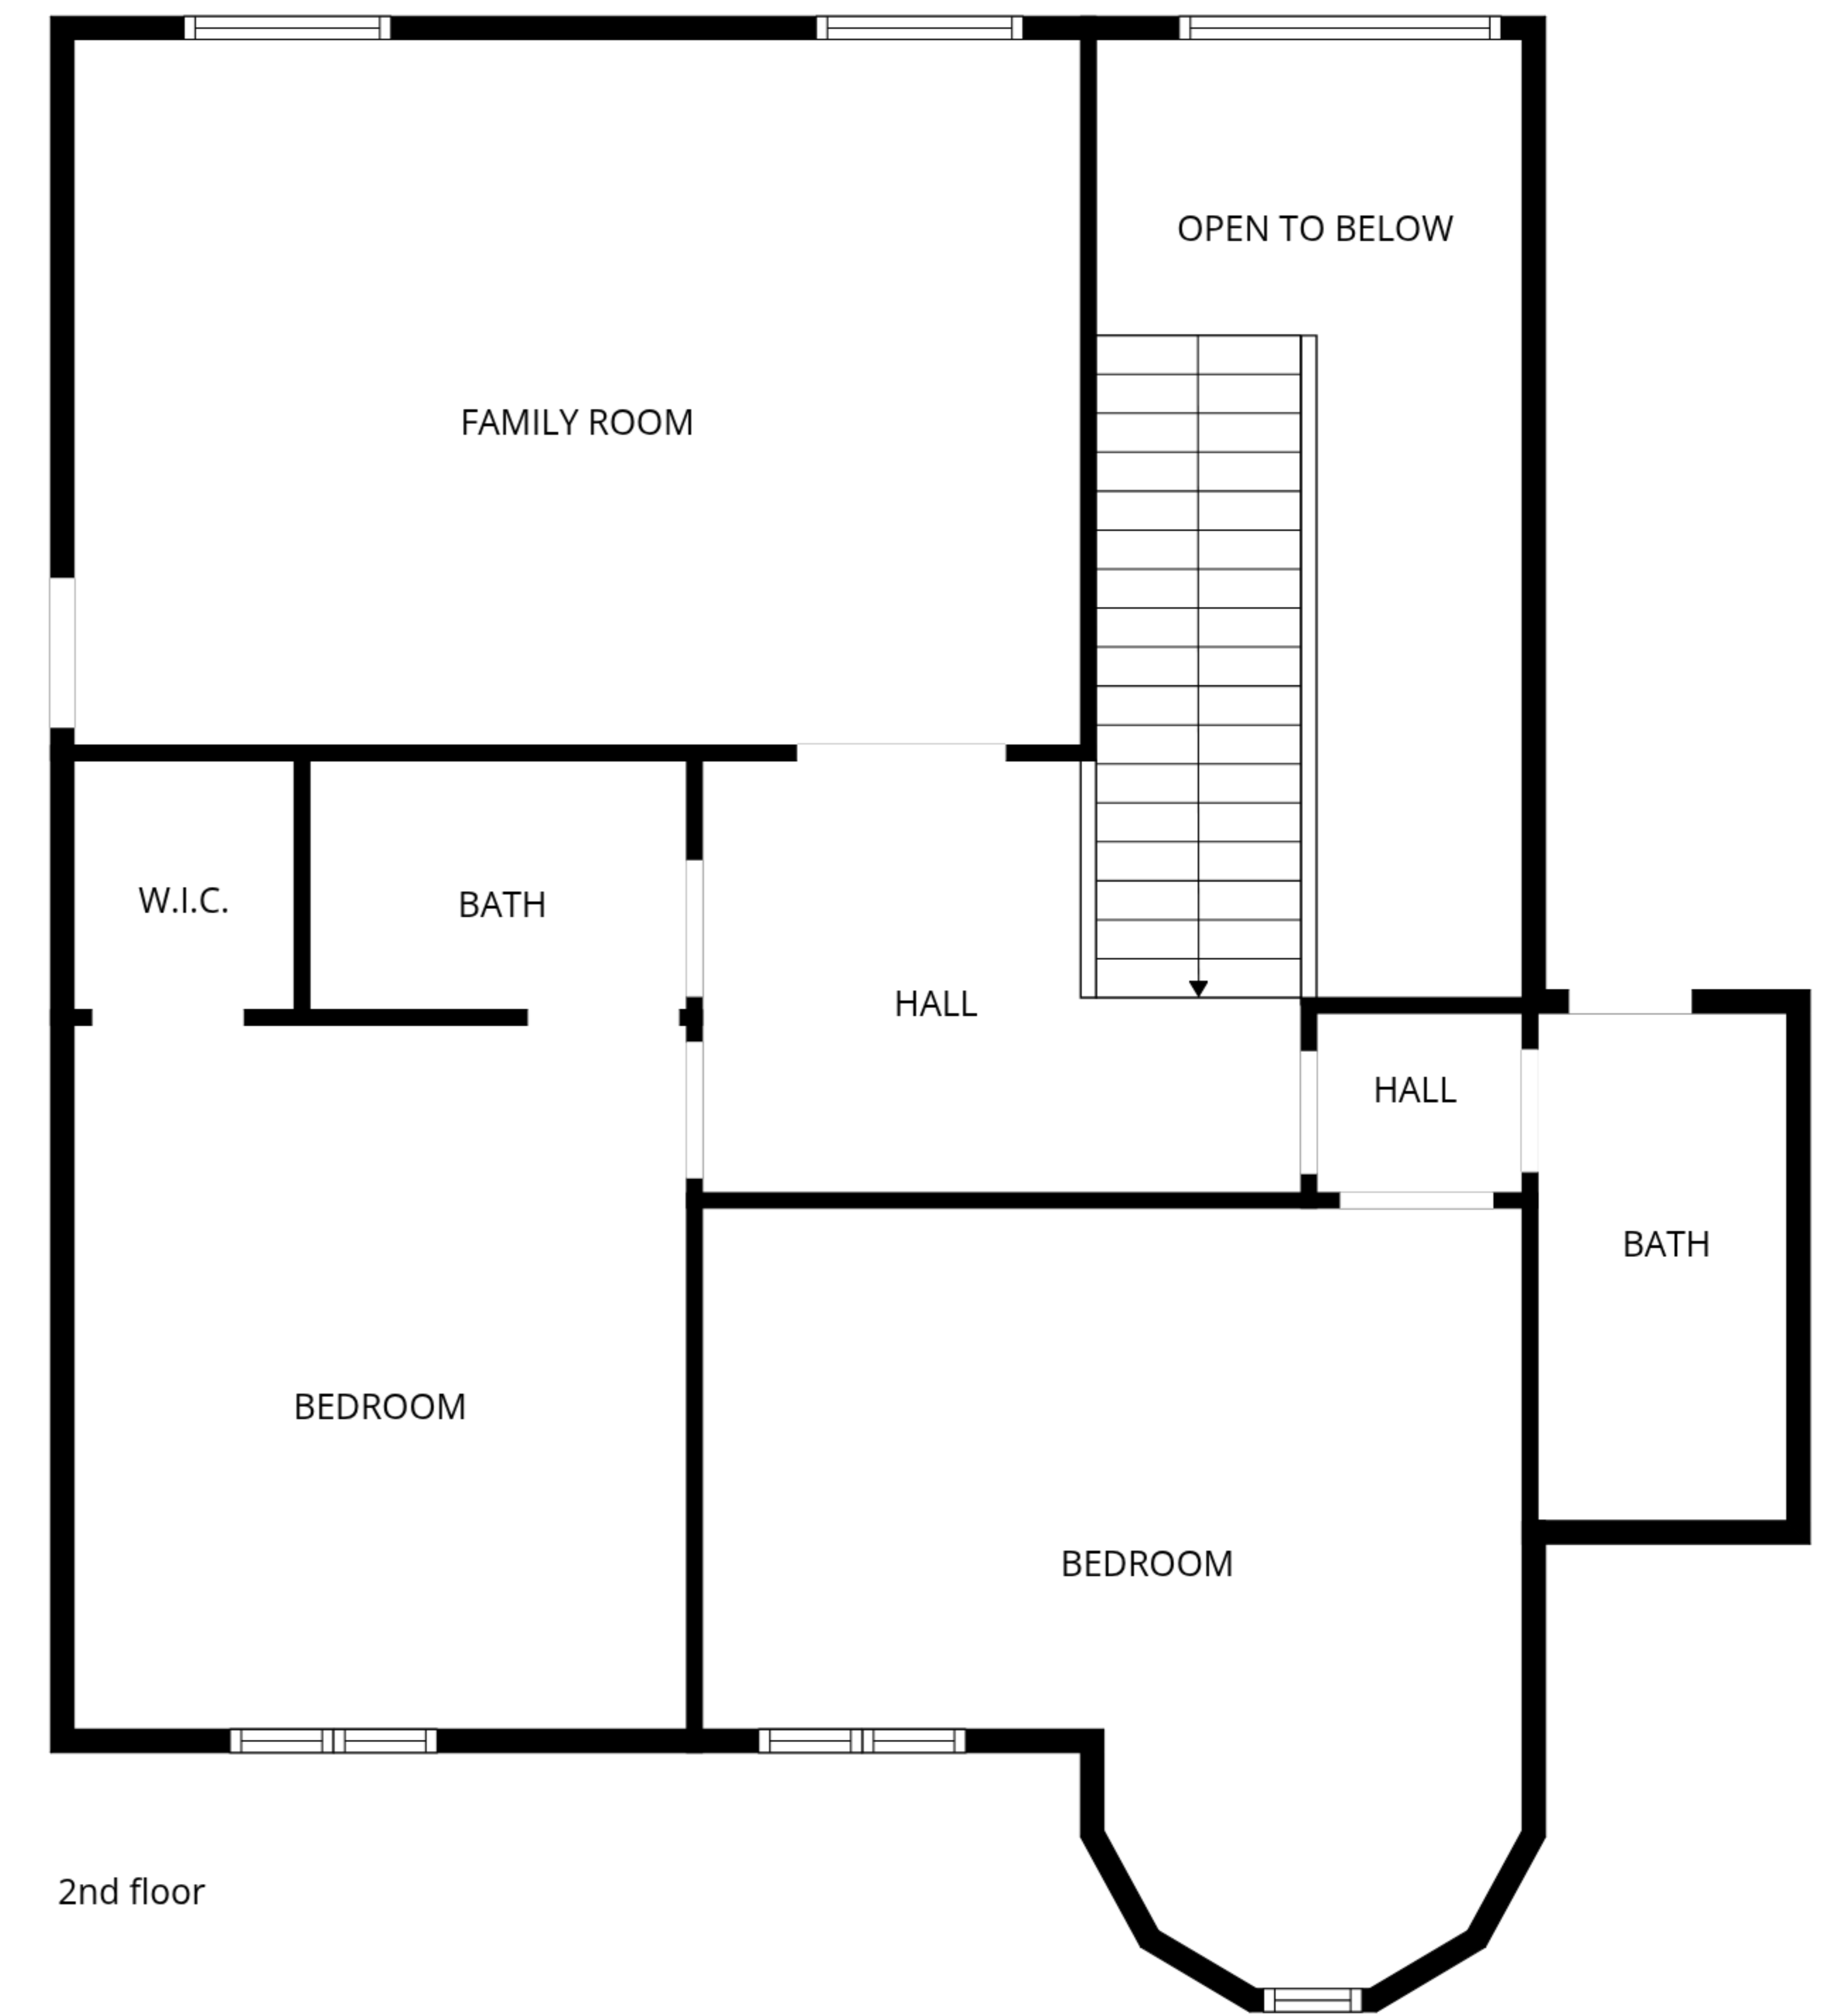 OPEN TO BELOW
FAMILY ROOM
W.I.C.
BATH
HALL
HALL
BATH
BEDROOM
BEDROOM
2nd floor